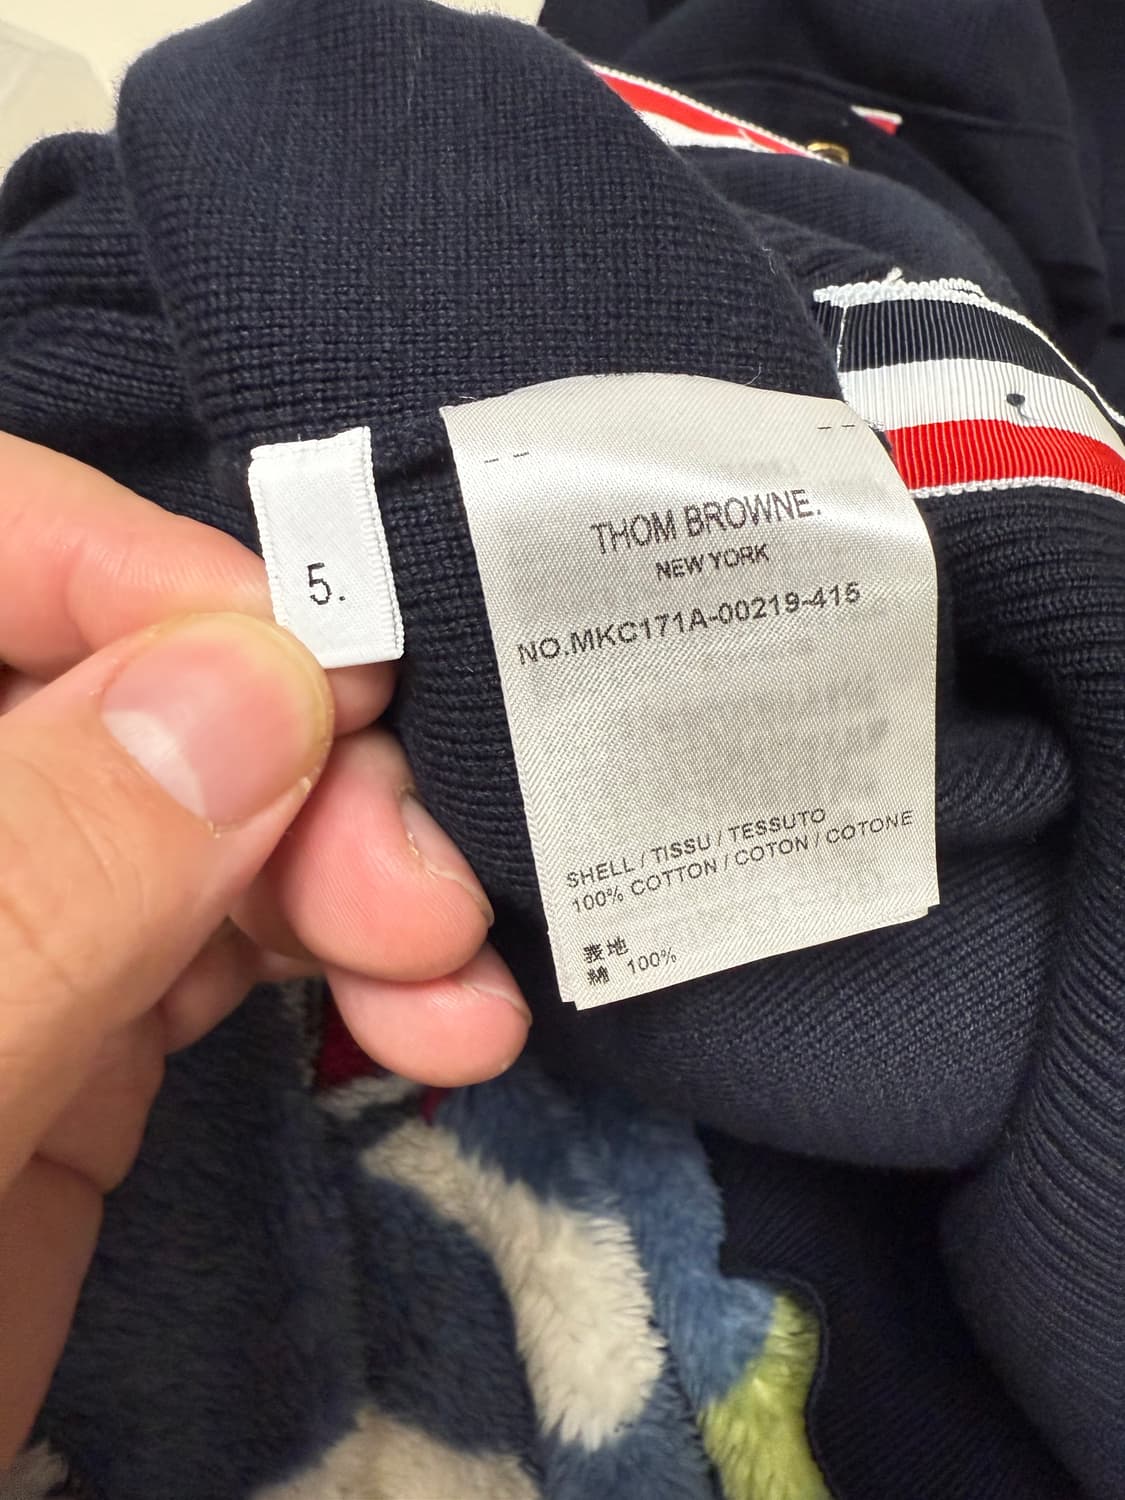 5.
THOM BROWNE.
NEW YORK
NO.MKC171A-00219-415
SHELL / TISSU / TESSUTO
100% COTTON / COTON / COTONE
表地
綿 100%